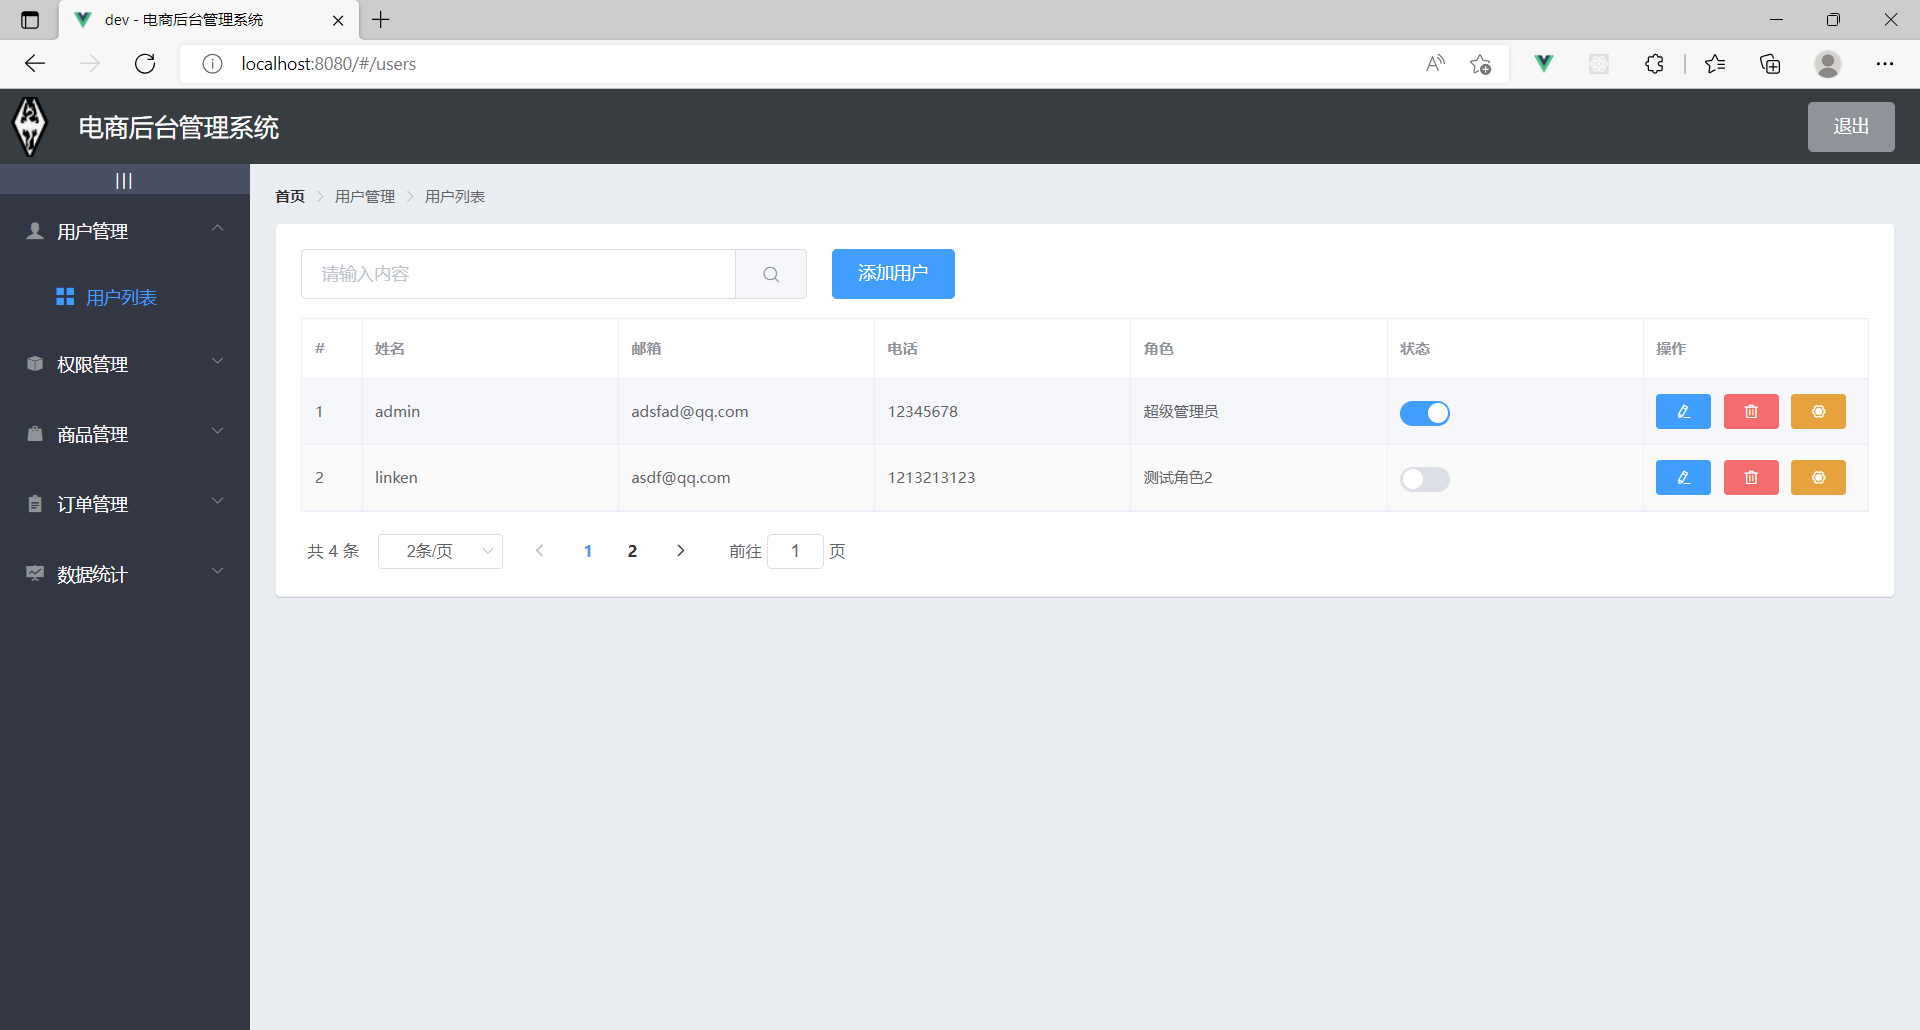 dev - 电商后台管理系统
localhost:8080/#/users
电商后台管理系统
退出
|||
首页 用户管理 用户列表
用户管理
用户列表
权限管理
商品管理
订单管理
数据统计
请输入内容 添加用户
# 姓名 邮箱 电话 角色 状态 操作
1 admin adsfad@qq.com 12345678 超级管理员
2 linken asdf@qq.com 1213213123 测试角色2
共 4 条 2条/页 1 2 前往 1 页